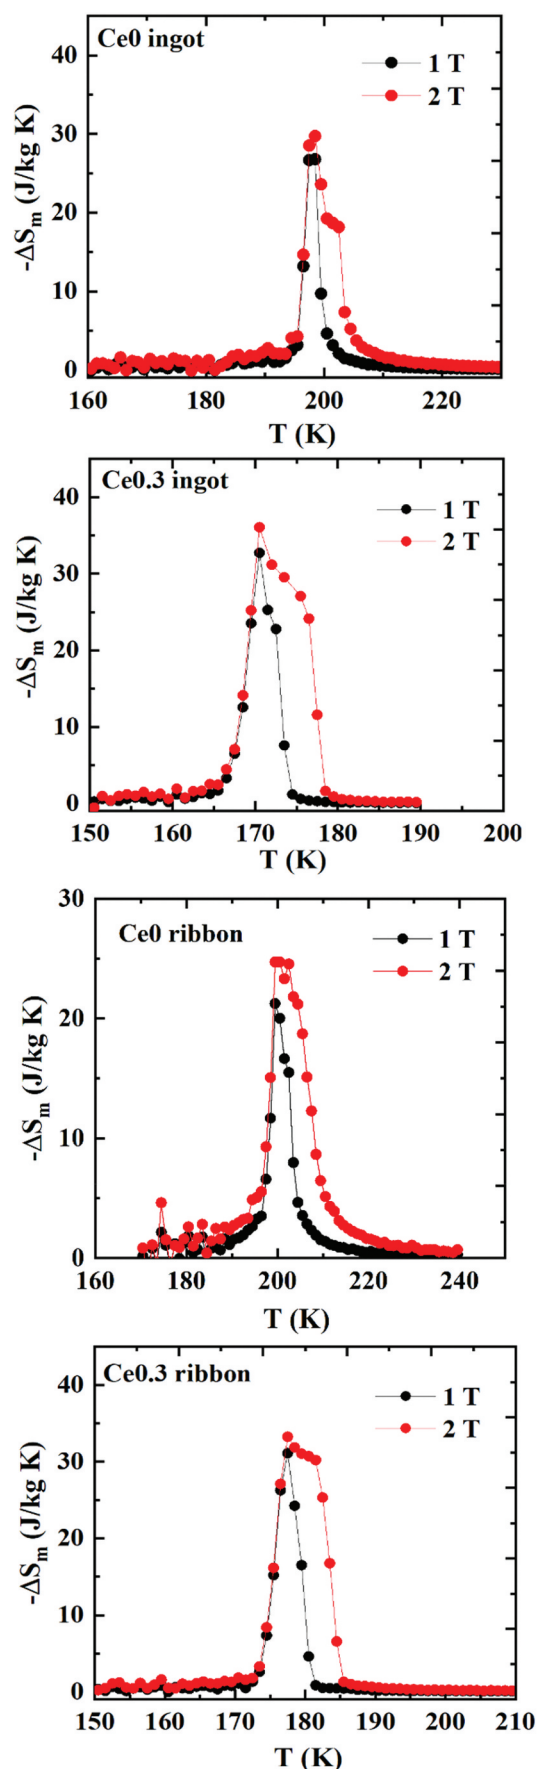 Ce0 ingot
1 T
2 T
40
30
20
10
0
-ΔSₘ (J/kg K)
160 180 200 220
T (K)
Ce0.3 ingot
1 T
2 T
40
30
20
10
0
-ΔSₘ (J/kg K)
150 160 170 180 190 200
T (K)
30
Ce0 ribbon
1 T
2 T
20
10
0
-ΔSₘ (J/kg K)
160 180 200 220 240
T (K)
Ce0.3 ribbon
1 T
2 T
40
30
20
10
0
-ΔSₘ (J/kg K)
150 160 170 180 190 200 210
T (K)